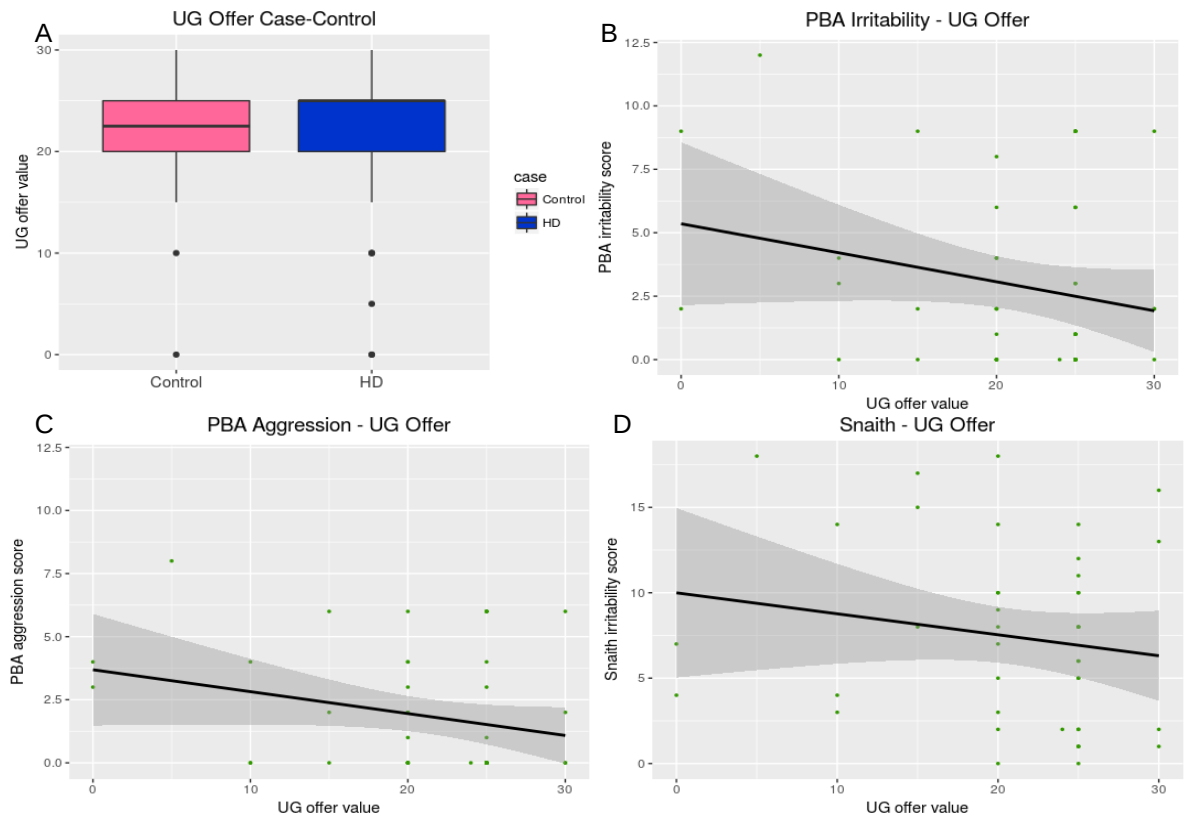 A
UG Offer Case-Control
UG offer value
30
20
10
0
Control
HD
case
Control
HD
B
PBA Irritability - UG Offer
PBA irritability score
12.5
10.0
7.5
5.0
2.5
0.0
0
10
20
30
UG offer value
C
PBA Aggression - UG Offer
PBA aggression score
12.5
10.0
7.5
5.0
2.5
0.0
0
10
20
30
UG offer value
D
Snaith - UG Offer
Snaith irritability score
15
10
5
0
0
10
20
30
UG offer value